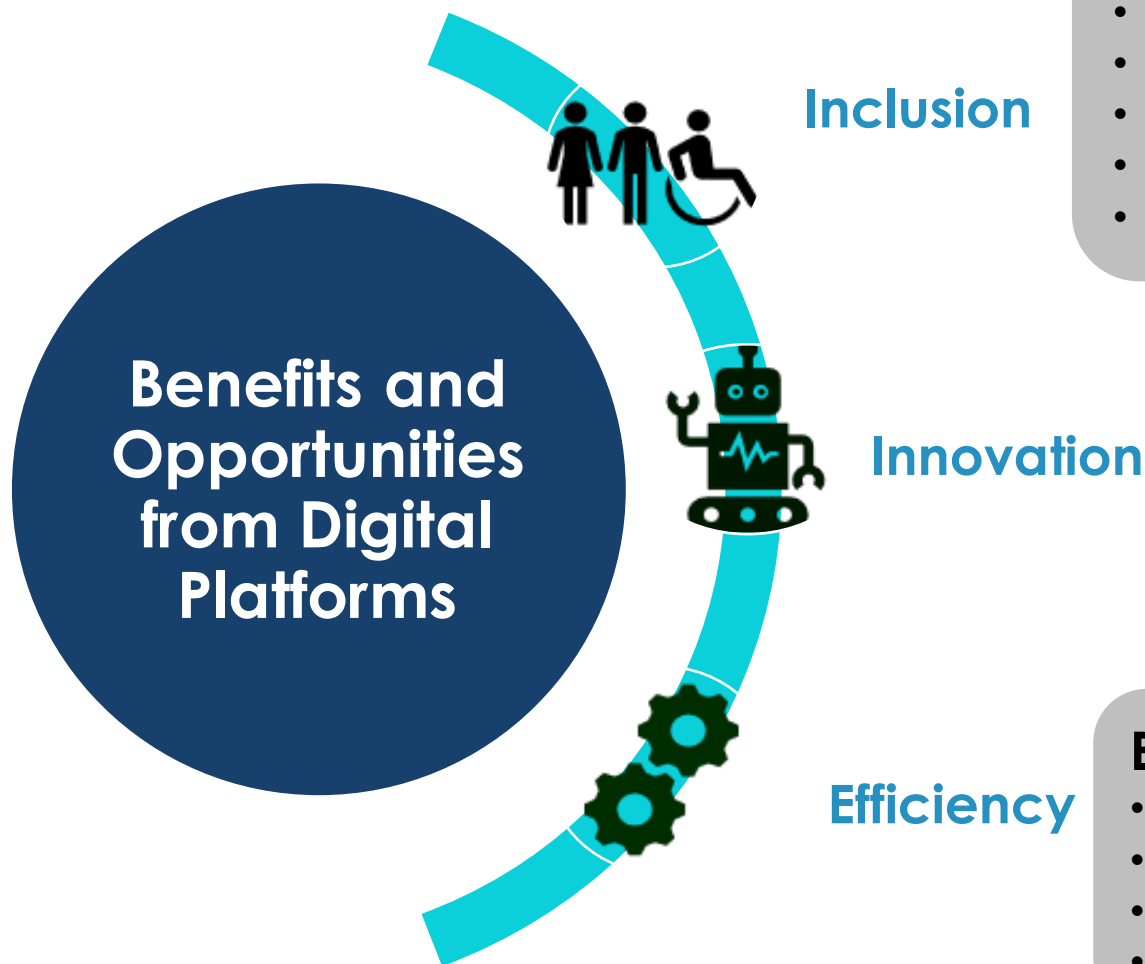 Benefits and
Opportunities
from Digital
Platforms
Inclusion
Innovation
Efficiency